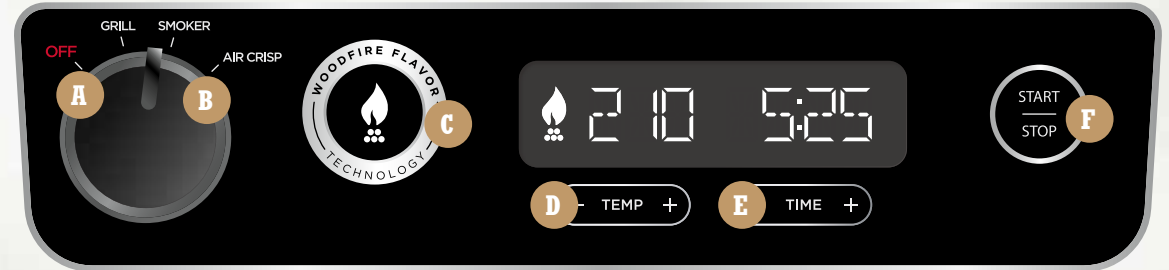 GRILL SMOKER
OFF
AIR CRISP
A
B
WOODFIRE FLAVOR
TECHNOLOGY
C
210 5:25
START
STOP
F
D
- TEMP +
E
TIME +